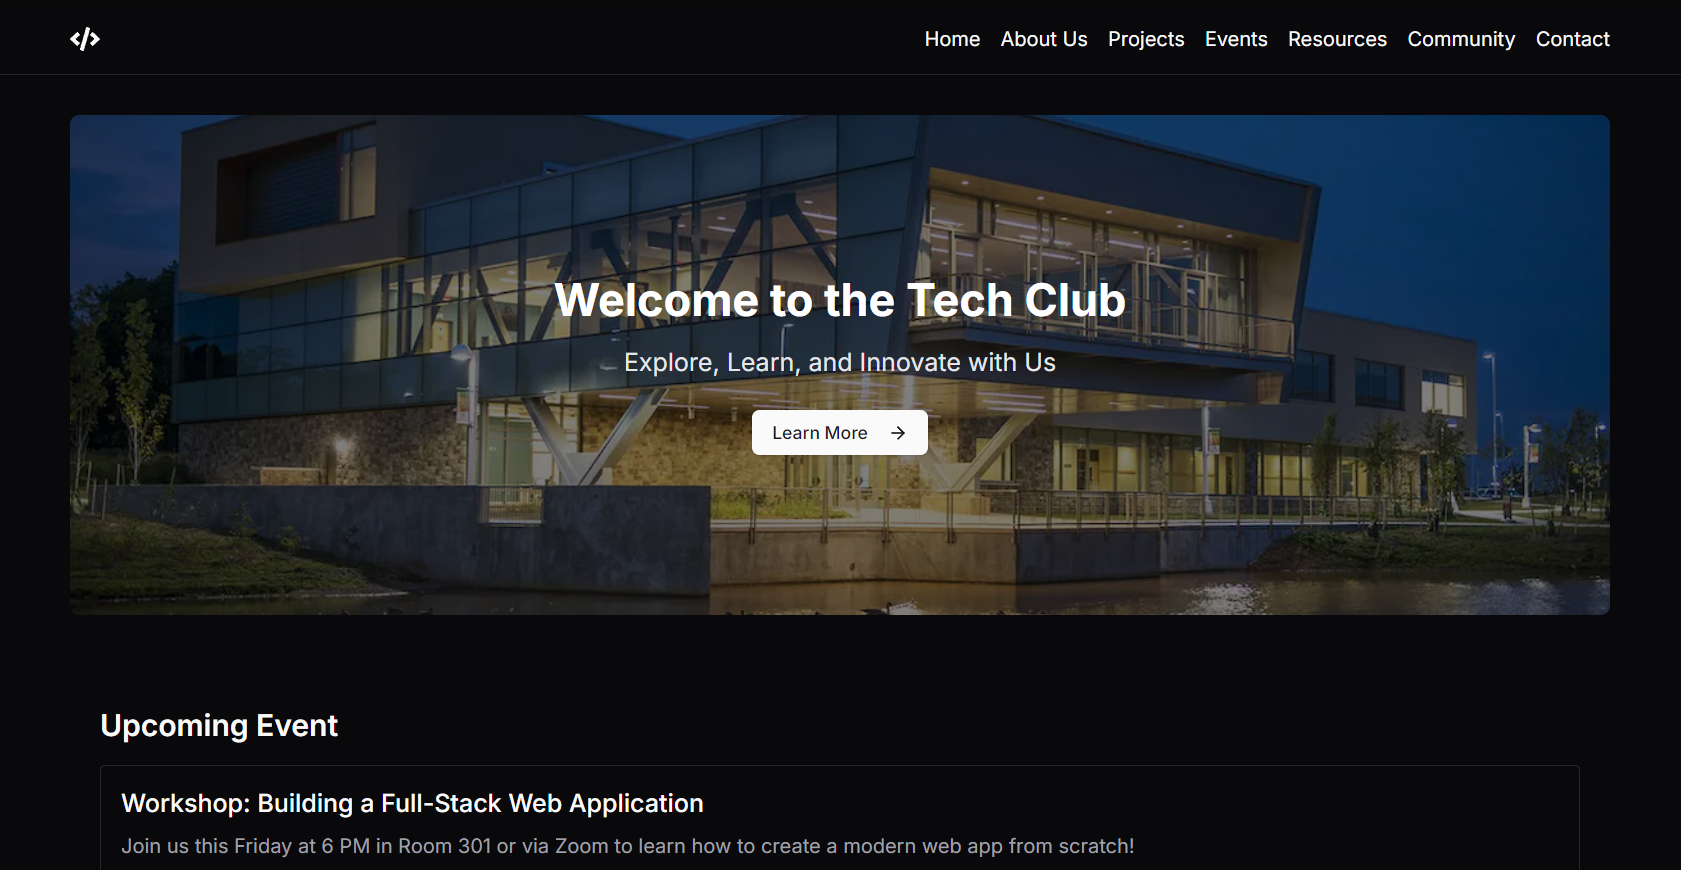 </>
Home About Us Projects Events Resources Community Contact
Welcome to the Tech Club
Explore, Learn, and Innovate with Us
Learn More →
Upcoming Event
Workshop: Building a Full-Stack Web Application
Join us this Friday at 6 PM in Room 301 or via Zoom to learn how to create a modern web app from scratch!